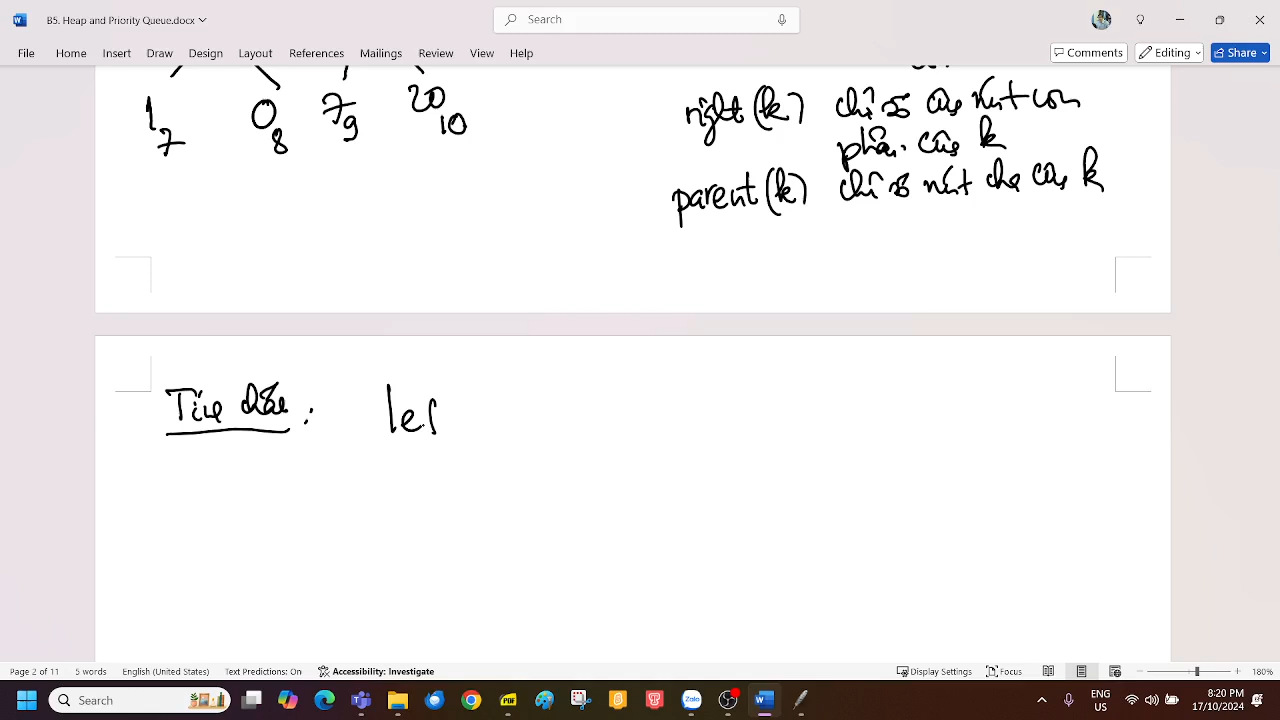 B5. Heap and Priority Queue.docx
Search
File Home Insert Draw Design Layout References Mailings Review View Help
Comments Editing Share
1 0 7 20
7 8 9 10
right(k) chỉ số của nút con
phải của k
parent(k) chỉ số nút cha của k
lef
Page 2 of 11 5 words English (United States) Text Predictions: On Accessibility: Investigate Display Settings Focus 180%
Search PDF Zalo ENG US 8:20 PM 17/10/2024